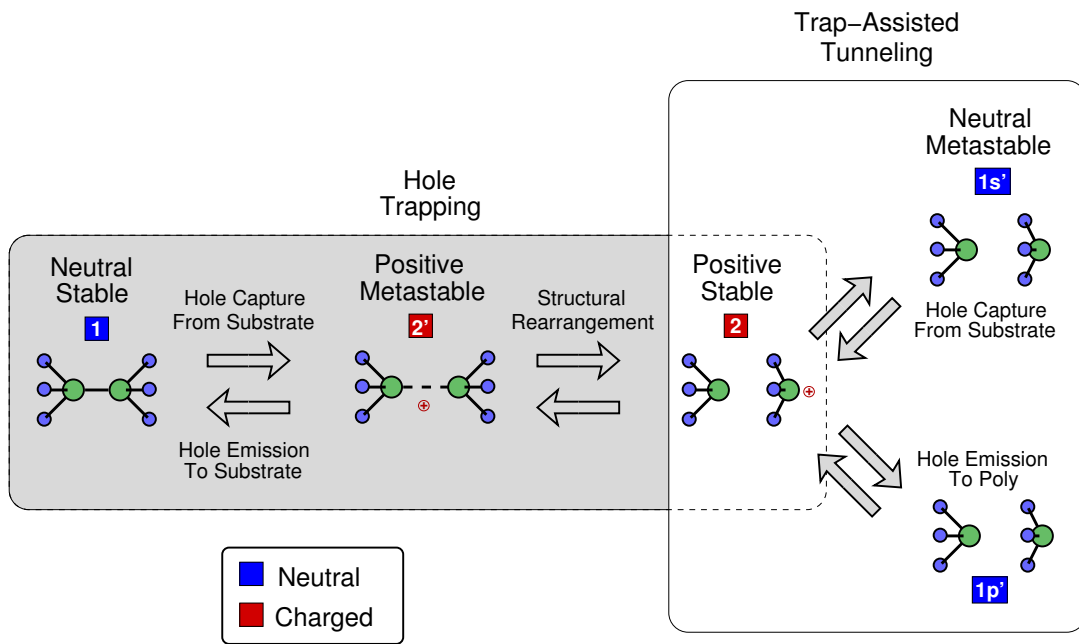 Trap−Assisted
Tunneling
Hole
Trapping
Neutral
Stable
1
Hole Capture
From Substrate
Hole Emission
To Substrate
Positive
Metastable
2'
Structural
Rearrangement
Positive
Stable
2
Neutral
Metastable
1s'
Hole Capture
From Substrate
Hole Emission
To Poly
1p'
Neutral
Charged